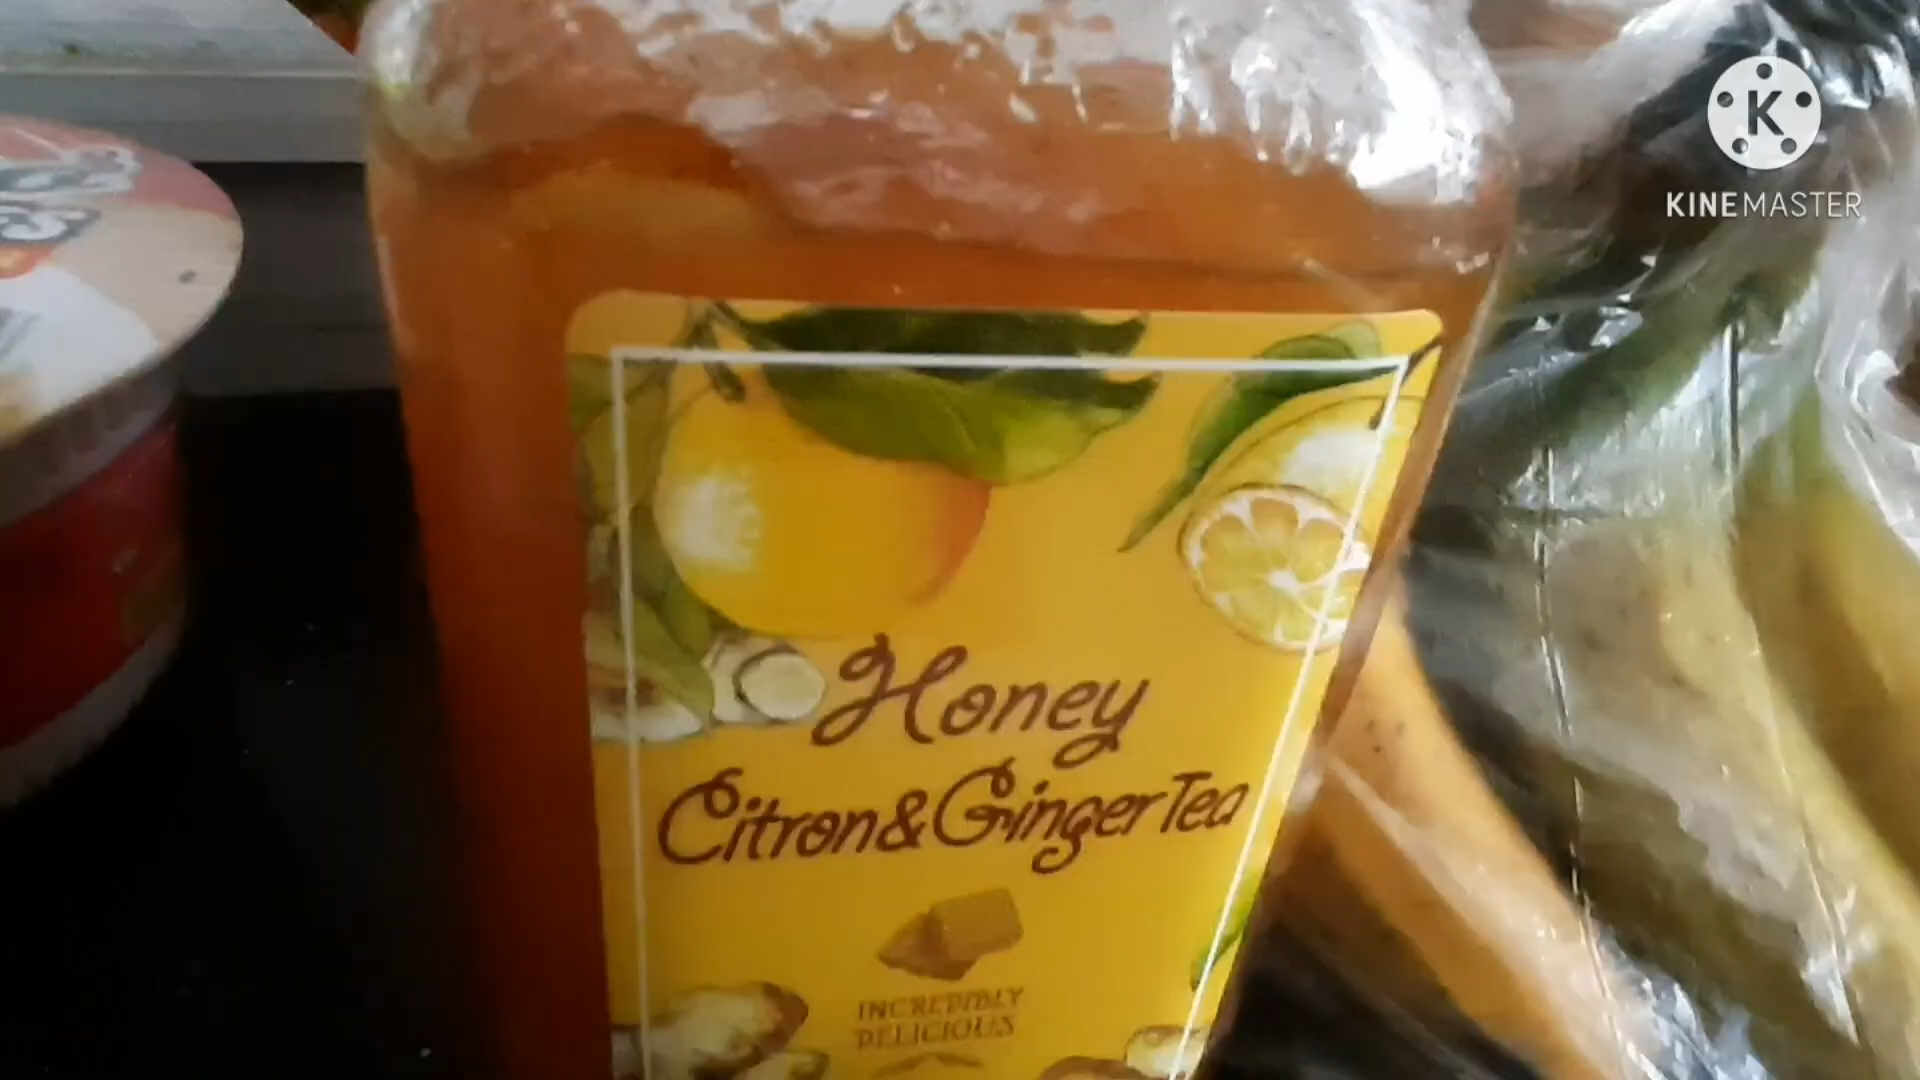 K
KINEMASTER
Honey
Citron & Ginger Tea
INCREDIBLY
DELICIOUS